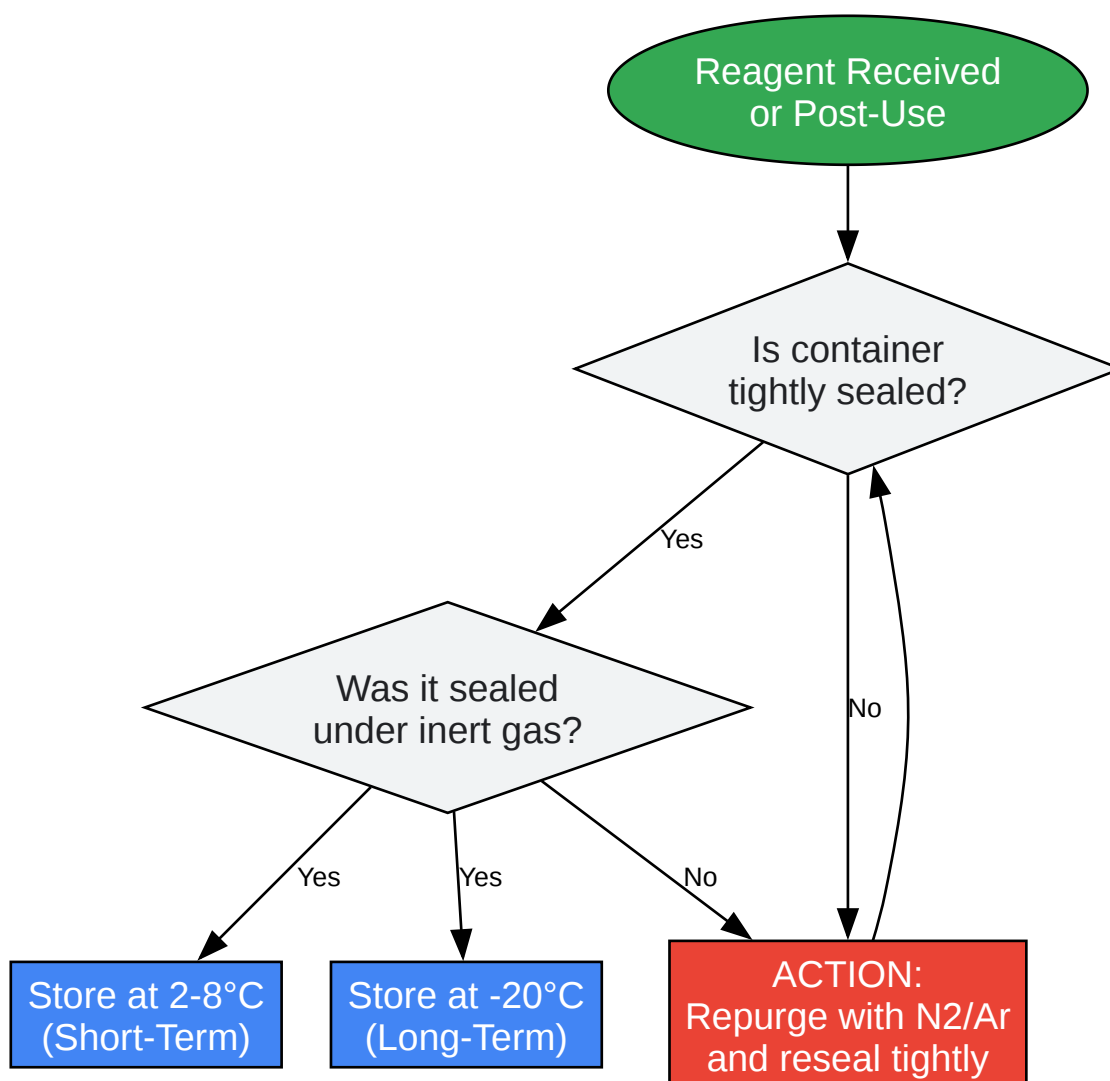 Reagent Received
or Post-Use
Is container
tightly sealed?
Yes
No
Was it sealed
under inert gas?
Yes
Yes
No
Store at 2-8°C
(Short-Term)
Store at -20°C
(Long-Term)
ACTION:
Repurge with N2/Ar
and reseal tightly